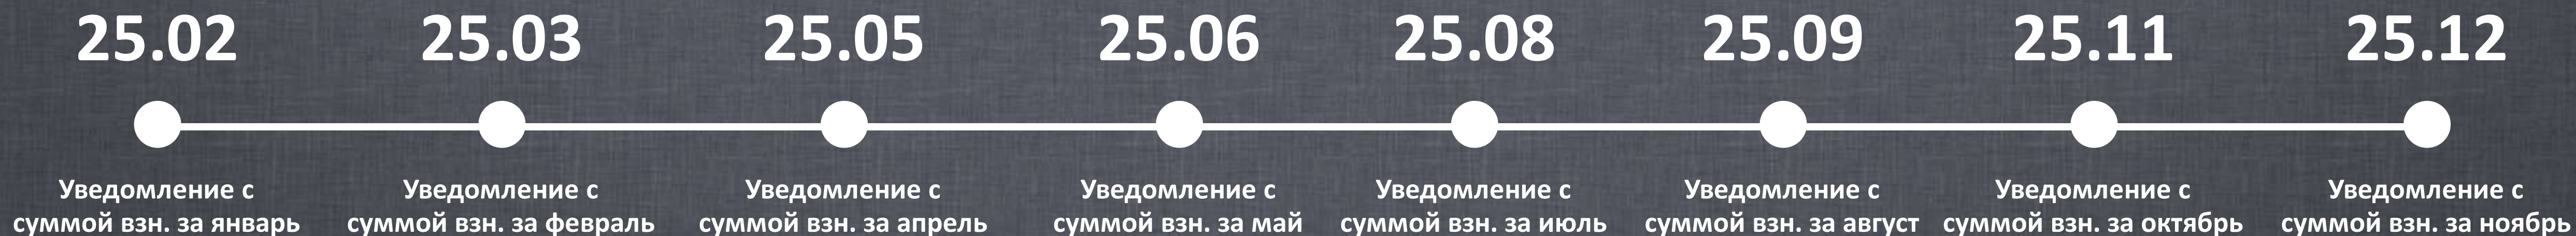 25.02
25.03
25.05
25.06
25.08
25.09
25.11
25.12
Уведомление с
суммой взн. за январь
Уведомление с
суммой взн. за февраль
Уведомление с
суммой взн. за апрель
Уведомление с
суммой взн. за май
Уведомление с
суммой взн. за июль
Уведомление с
суммой взн. за август
Уведомление с
суммой взн. за октябрь
Уведомление с
суммой взн. за ноябрь